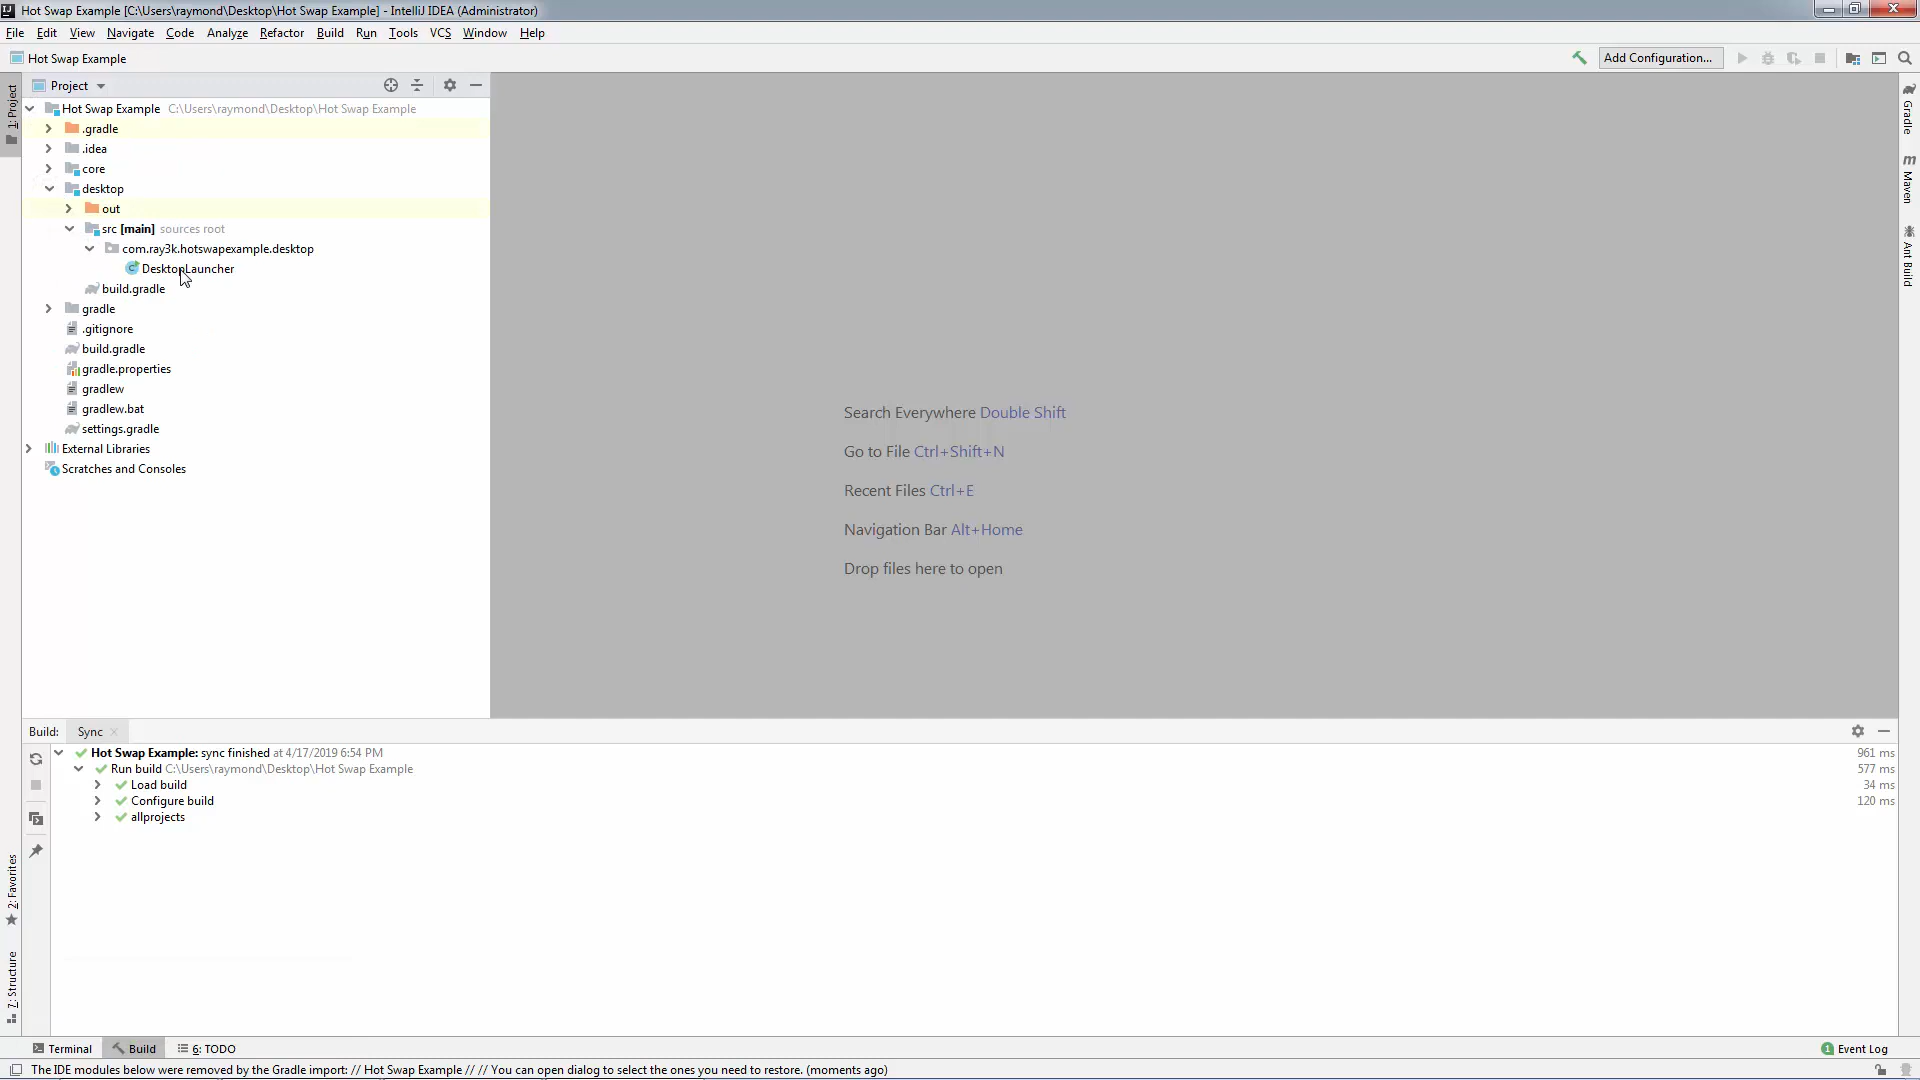 Hot Swap Example [C:\Users\raymond\Desktop\Hot Swap Example] - IntelliJ IDEA (Administrator)
File Edit View Navigate Code Analyze Refactor Build Run Tools VCS Window Help
Hot Swap Example
Add Configuration...
1: Project
Project
Hot Swap Example C:\Users\raymond\Desktop\Hot Swap Example
.gradle
.idea
core
desktop
out
src [main] sources root
com.ray3k.hotswapexample.desktop
DesktopLauncher
build.gradle
gradle
.gitignore
build.gradle
gradle.properties
gradlew
gradlew.bat
settings.gradle
External Libraries
Scratches and Consoles
Search Everywhere Double Shift
Go to File Ctrl+Shift+N
Recent Files Ctrl+E
Navigation Bar Alt+Home
Drop files here to open
Gradle
m Maven
Ant Build
Build: Sync
Hot Swap Example: sync finished at 4/17/2019 6:54 PM 961 ms
Run build C:\Users\raymond\Desktop\Hot Swap Example 577 ms
Load build 34 ms
Configure build 120 ms
allprojects
2: Favorites
7: Structure
Terminal Build 6: TODO
1 Event Log
The IDE modules below were removed by the Gradle import: // Hot Swap Example // // You can open dialog to select the ones you need to restore. (moments ago)